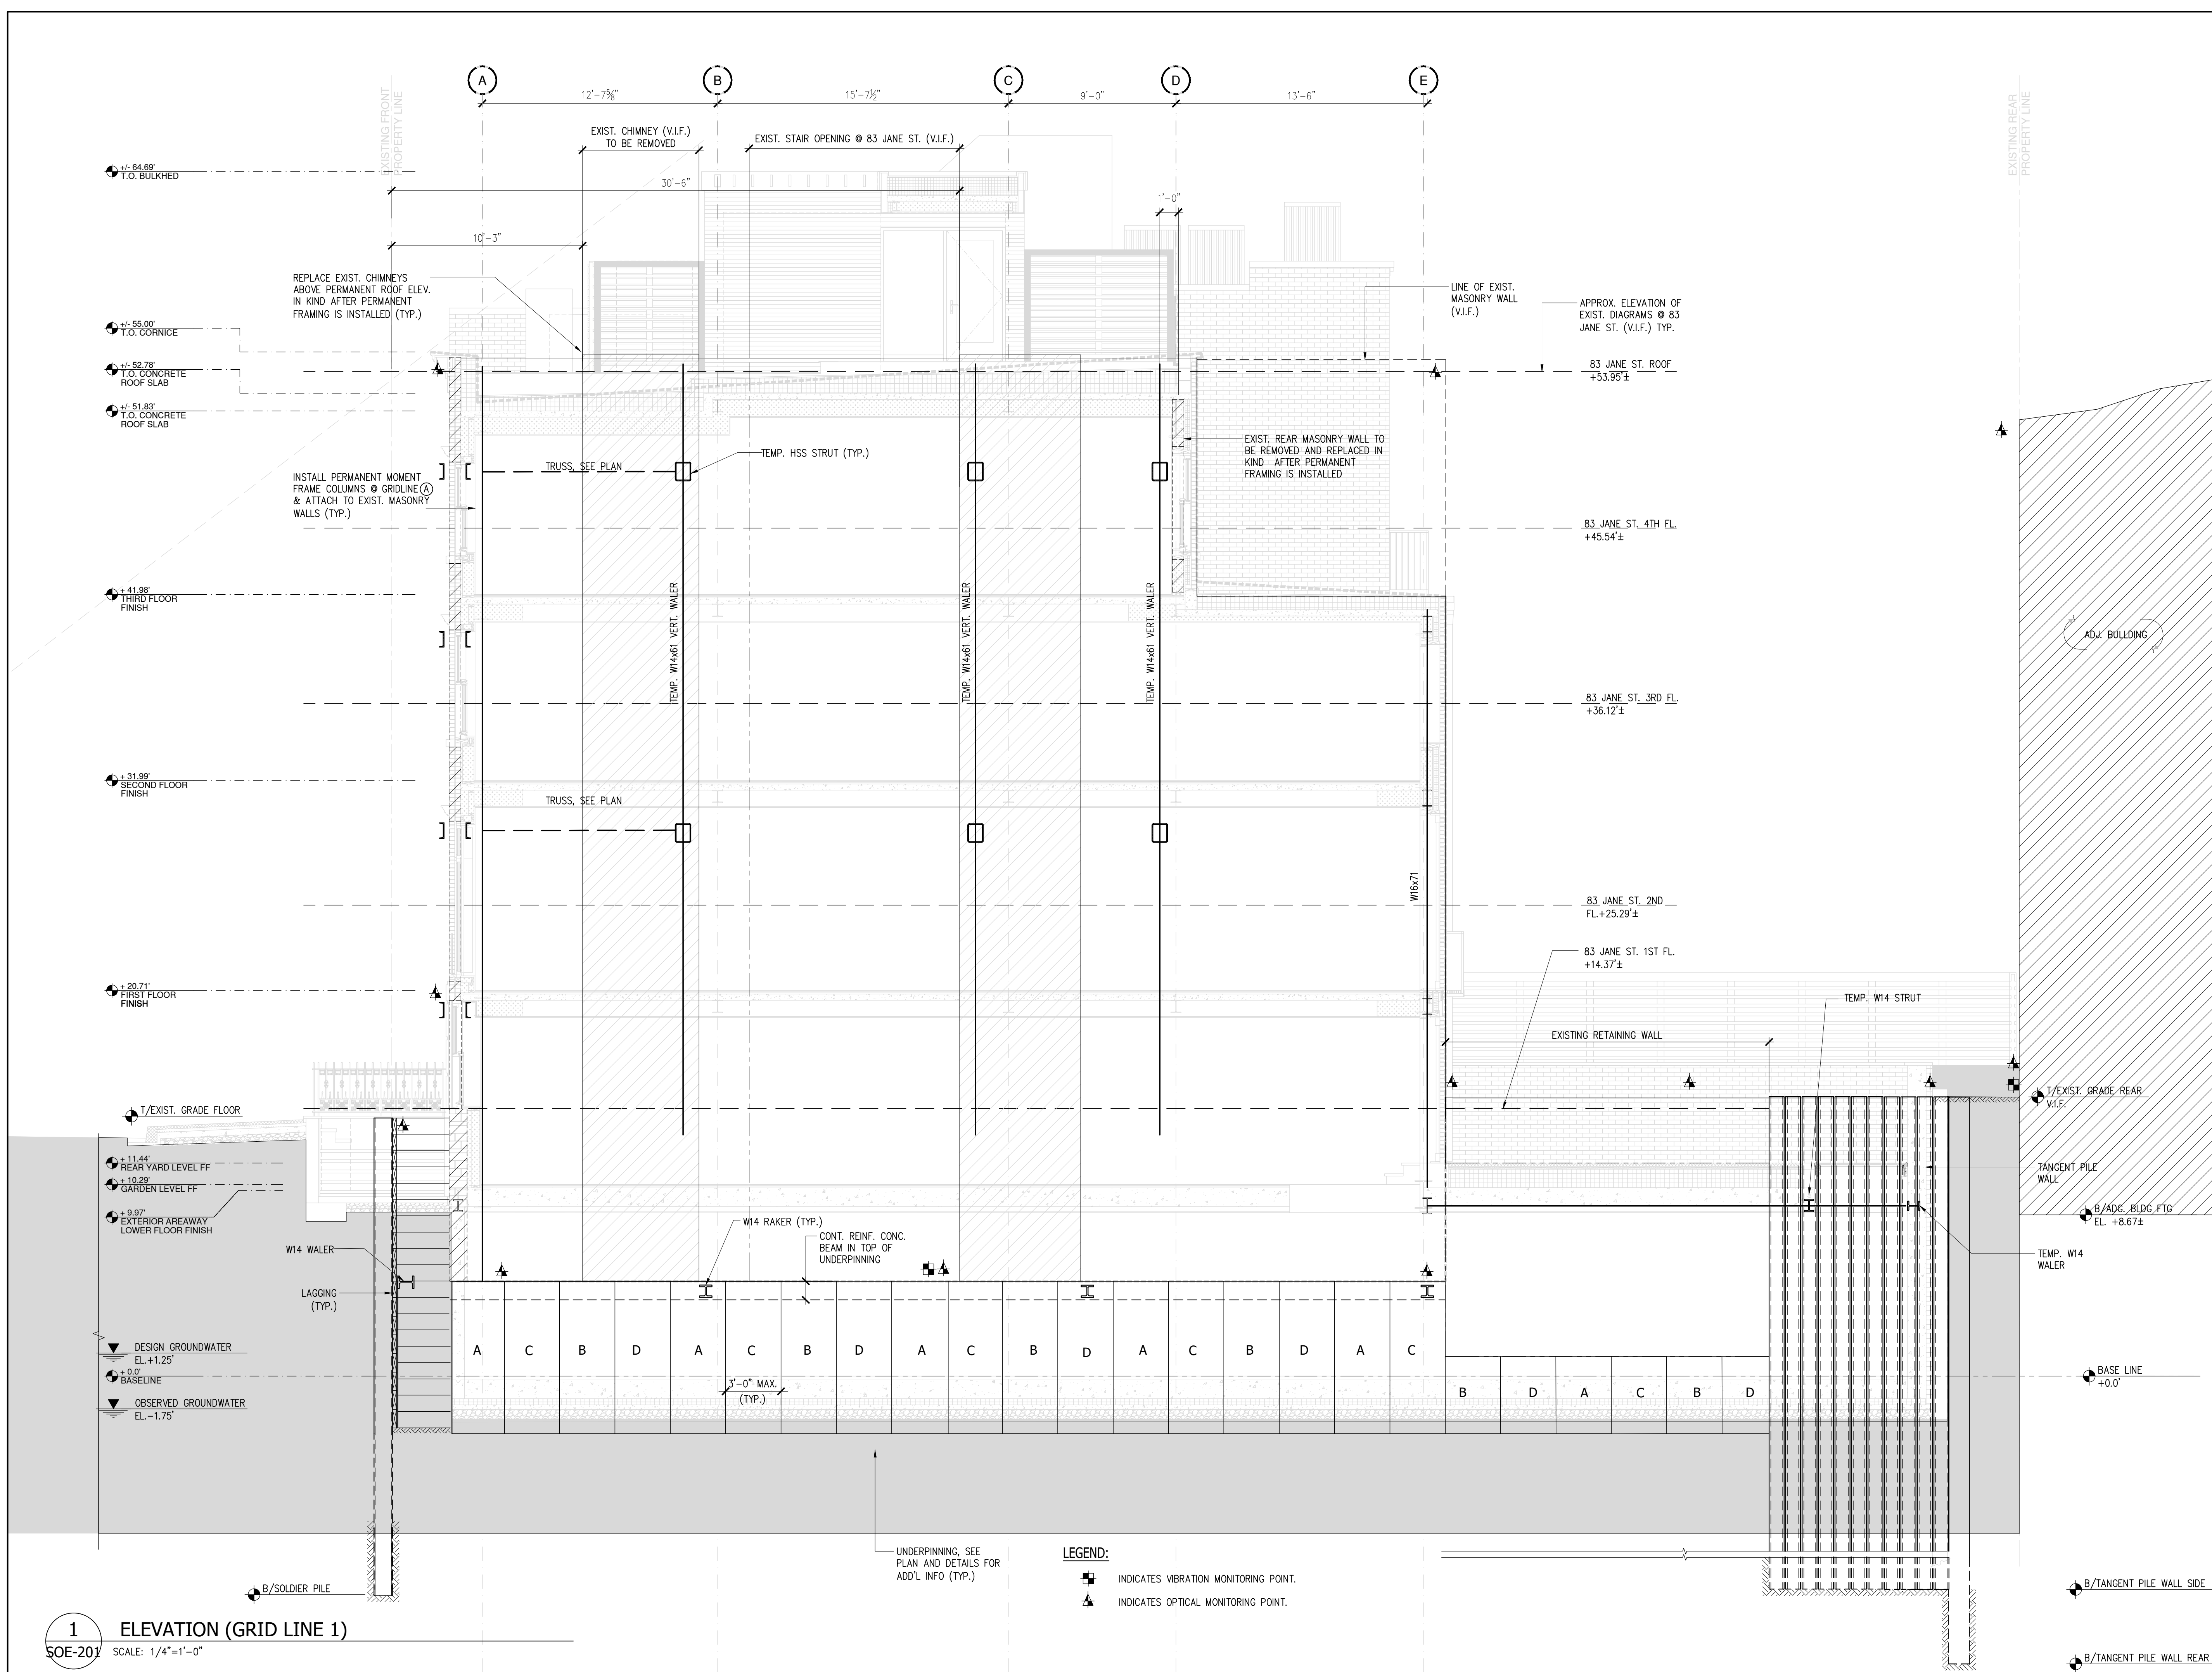 A
B
C
D
E
12'-7⅝"
15'-7½"
9'-0"
13'-6"
EXISTING FRONT
PROPERTY LINE
EXISTING REAR
PROPERTY LINE
EXIST. CHIMNEY (V.I.F.)
TO BE REMOVED
EXIST. STAIR OPENING @ 83 JANE ST. (V.I.F.)
30'-6"
1'-0"
10'-3"
+/- 64.69'
T.O. BULKHED
+/- 55.00'
T.O. CORNICE
+/- 52.78'
T.O. CONCRETE
ROOF SLAB
+/- 51.83'
T.O. CONCRETE
ROOF SLAB
REPLACE EXIST. CHIMNEYS
ABOVE PERMANENT ROOF ELEV.
IN KIND AFTER PERMANENT
FRAMING IS INSTALLED (TYP.)
LINE OF EXIST.
MASONRY WALL
(V.I.F.)
APPROX. ELEVATION OF
EXIST. DIAGRAMS @ 83
JANE ST. (V.I.F.) TYP.
83 JANE ST. ROOF
+53.95'±
EXIST. REAR MASONRY WALL TO
BE REMOVED AND REPLACED IN
KIND AFTER PERMANENT
FRAMING IS INSTALLED
TRUSS, SEE PLAN
TEMP. HSS STRUT (TYP.)
INSTALL PERMANENT MOMENT
FRAME COLUMNS @ GRIDLINE A
& ATTACH TO EXIST. MASONRY
WALLS (TYP.)
83 JANE ST. 4TH FL.
+45.54'±
+ 41.98'
THIRD FLOOR
FINISH
TEMP. W14x61 VERT. WALER
TEMP. W14x61 VERT. WALER
TEMP. W14x61 VERT. WALER
ADJ. BUILDING
83 JANE ST. 3RD FL.
+36.12'±
+ 31.99'
SECOND FLOOR
FINISH
TRUSS, SEE PLAN
W16x71
83 JANE ST. 2ND
FL.+25.29'±
83 JANE ST. 1ST FL.
+14.37'±
+ 20.71'
FIRST FLOOR
FINISH
TEMP. W14 STRUT
EXISTING RETAINING WALL
T/EXIST. GRADE REAR
V.I.F.
T/EXIST. GRADE FLOOR
+ 11.44'
REAR YARD LEVEL FF
+ 10.29'
GARDEN LEVEL FF
+ 9.97'
EXTERIOR AREAWAY
LOWER FLOOR FINISH
TANGENT PILE
WALL
B/ADG. BLDG FTG
EL. +8.67±
W14 WALER
W14 RAKER (TYP.)
CONT. REINF. CONC.
BEAM IN TOP OF
UNDERPINNING
TEMP. W14
WALER
LAGGING
(TYP.)
DESIGN GROUNDWATER
EL.+1.25'
+ 0.0'
BASELINE
OBSERVED GROUNDWATER
EL.-1.75'
A C B D A C B D A C B D A C B D A C
3'-0" MAX.
(TYP.)
B D A C B D
BASE LINE
+0.0'
UNDERPINNING, SEE
PLAN AND DETAILS FOR
ADD'L INFO (TYP.)
LEGEND:
INDICATES VIBRATION MONITORING POINT.
INDICATES OPTICAL MONITORING POINT.
B/SOLDIER PILE
B/TANGENT PILE WALL SIDE
B/TANGENT PILE WALL REAR
1
SOE-201
ELEVATION (GRID LINE 1)
SCALE: 1/4"=1'-0"